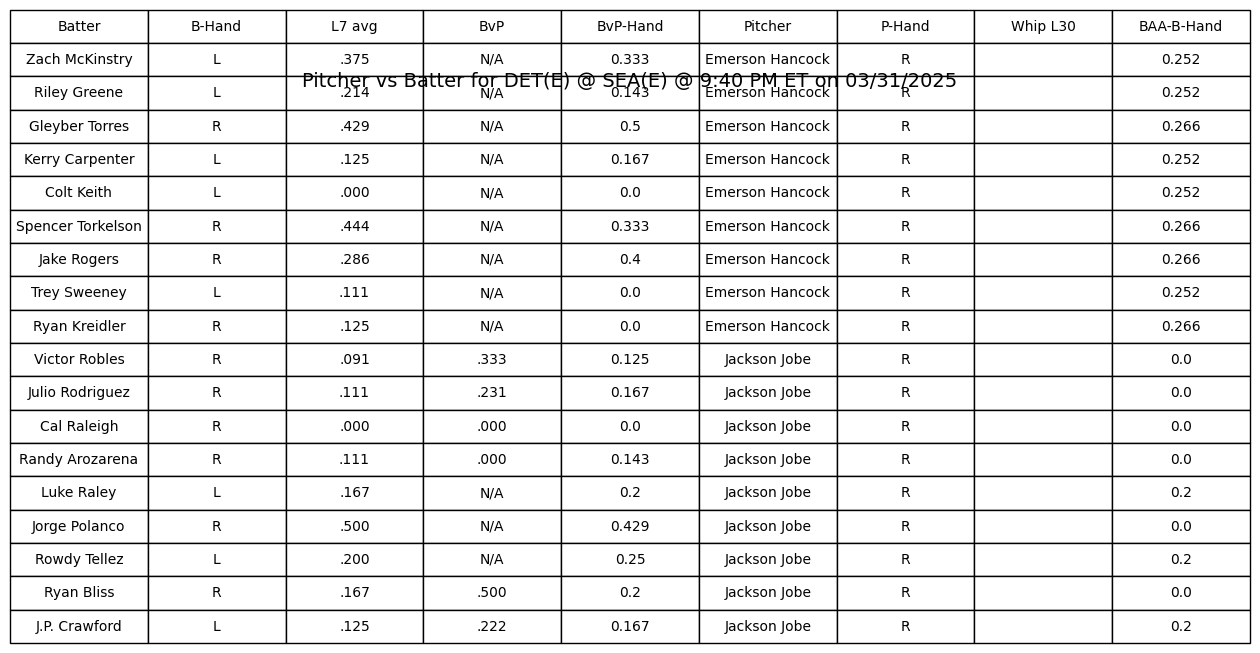 Batter B-Hand L7 avg BvP BvP-Hand Pitcher P-Hand Whip L30 BAA-B-Hand
Zach McKinstry L .375 N/A 0.333 Emerson Hancock R 0.252
Pitcher vs Batter for DET(E) @ SEA(E) @ 9:40 PM ET on 03/31/2025
Riley Greene L .214 N/A 0.143 Emerson Hancock R 0.252
Gleyber Torres R .429 N/A 0.5 Emerson Hancock R 0.266
Kerry Carpenter L .125 N/A 0.167 Emerson Hancock R 0.252
Colt Keith L .000 N/A 0.0 Emerson Hancock R 0.252
Spencer Torkelson R .444 N/A 0.333 Emerson Hancock R 0.266
Jake Rogers R .286 N/A 0.4 Emerson Hancock R 0.266
Trey Sweeney L .111 N/A 0.0 Emerson Hancock R 0.252
Ryan Kreidler R .125 N/A 0.0 Emerson Hancock R 0.266
Victor Robles R .091 .333 0.125 Jackson Jobe R 0.0
Julio Rodriguez R .111 .231 0.167 Jackson Jobe R 0.0
Cal Raleigh R .000 .000 0.0 Jackson Jobe R 0.0
Randy Arozarena R .111 .000 0.143 Jackson Jobe R 0.0
Luke Raley L .167 N/A 0.2 Jackson Jobe R 0.2
Jorge Polanco R .500 N/A 0.429 Jackson Jobe R 0.0
Rowdy Tellez L .200 N/A 0.25 Jackson Jobe R 0.2
Ryan Bliss R .167 .500 0.2 Jackson Jobe R 0.0
J.P. Crawford L .125 .222 0.167 Jackson Jobe R 0.2